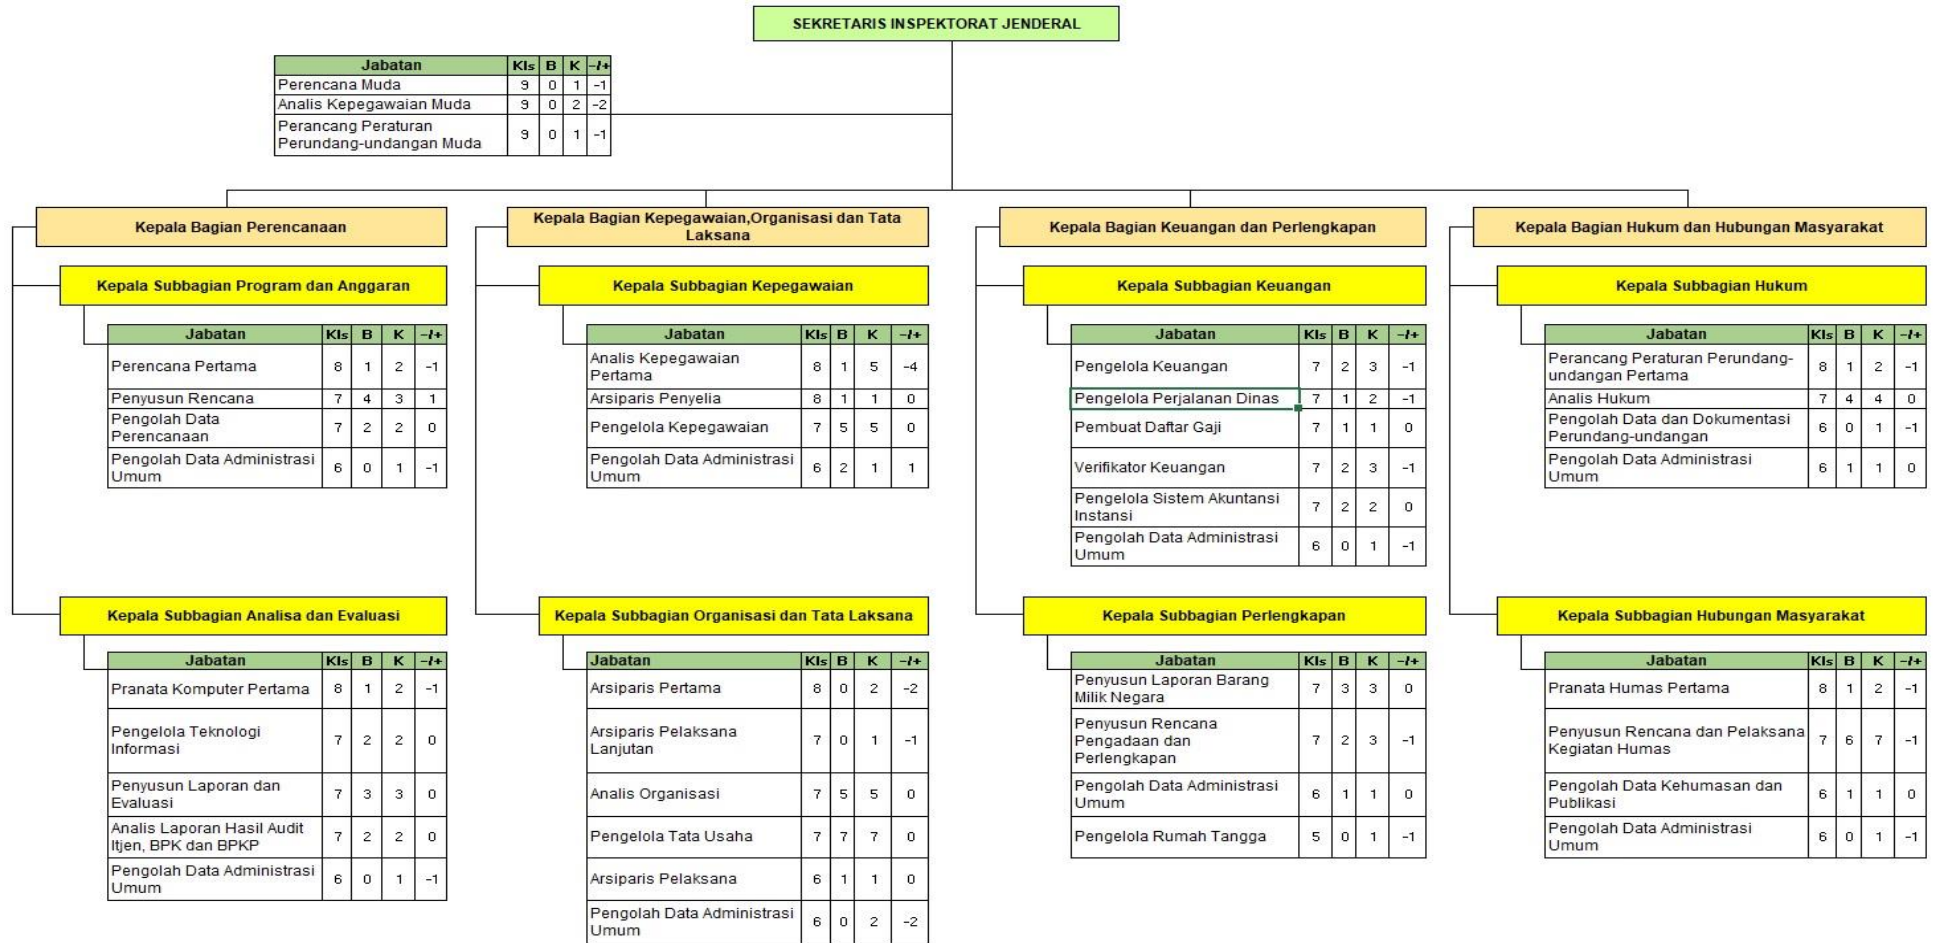 SEKRETARIS INSPEKTORAT JENDERAL
Jabatan Kls B K -/+
Perencana Muda 9 0 1 -1
Analis Kepegawaian Muda 9 0 2 -2
Perancang Peraturan
Perundang-undangan Muda 9 0 1 -1
Kepala Bagian Perencanaan
Kepala Subbagian Program dan Anggaran
Jabatan Kls B K -/+
Perencana Pertama 8 1 2 -1
Penyusun Rencana 7 4 3 1
Pengolah Data
Perencanaan 7 2 2 0
Pengolah Data Administrasi
Umum 6 0 1 -1
Kepala Subbagian Analisa dan Evaluasi
Jabatan Kls B K -/+
Pranata Komputer Pertama 8 1 2 -1
Pengelola Teknologi
Informasi 7 2 2 0
Penyusun Laporan dan
Evaluasi 7 3 3 0
Analis Laporan Hasil Audit
Itjen, BPK dan BPKP 7 2 2 0
Pengolah Data Administrasi
Umum 6 0 1 -1
Kepala Bagian Kepegawaian,Organisasi dan Tata
Laksana
Kepala Subbagian Kepegawaian
Jabatan Kls B K -/+
Analis Kepegawaian
Pertama 8 1 5 -4
Arsiparis Penyelia 8 1 1 0
Pengelola Kepegawaian 7 5 5 0
Pengolah Data Administrasi
Umum 6 2 1 1
Kepala Subbagian Organisasi dan Tata Laksana
Jabatan Kls B K -/+
Arsiparis Pertama 8 0 2 -2
Arsiparis Pelaksana
Lanjutan 7 0 1 -1
Analis Organisasi 7 5 5 0
Pengelola Tata Usaha 7 7 7 0
Arsiparis Pelaksana 6 1 1 0
Pengolah Data Administrasi
Umum 6 0 2 -2
Kepala Bagian Keuangan dan Perlengkapan
Kepala Subbagian Keuangan
Jabatan Kls B K -/+
Pengelola Keuangan 7 2 3 -1
Pengelola Perjalanan Dinas 7 1 2 -1
Pembuat Daftar Gaji 7 1 1 0
Verifikator Keuangan 7 2 3 -1
Pengelola Sistem Akuntansi
Instansi 7 2 2 0
Pengolah Data Administrasi
Umum 6 0 1 -1
Kepala Subbagian Perlengkapan
Jabatan Kls B K -/+
Penyusun Laporan Barang
Milik Negara 7 3 3 0
Penyusun Rencana
Pengadaan dan
Perlengkapan 7 2 3 -1
Pengolah Data Administrasi
Umum 6 1 1 0
Pengelola Rumah Tangga 5 0 1 -1
Kepala Bagian Hukum dan Hubungan Masyarakat
Kepala Subbagian Hukum
Jabatan Kls B K -/+
Perancang Peraturan Perundang-
undangan Pertama 8 1 2 -1
Analis Hukum 7 4 4 0
Pengolah Data dan Dokumentasi
Perundang-undangan 6 0 1 -1
Pengolah Data Administrasi
Umum 6 1 1 0
Kepala Subbagian Hubungan Masyarakat
Jabatan Kls B K -/+
Pranata Humas Pertama 8 1 2 -1
Penyusun Rencana dan Pelaksana
Kegiatan Humas 7 6 7 -1
Pengolah Data Kehumasan dan
Publikasi 6 1 1 0
Pengolah Data Administrasi
Umum 6 0 1 -1